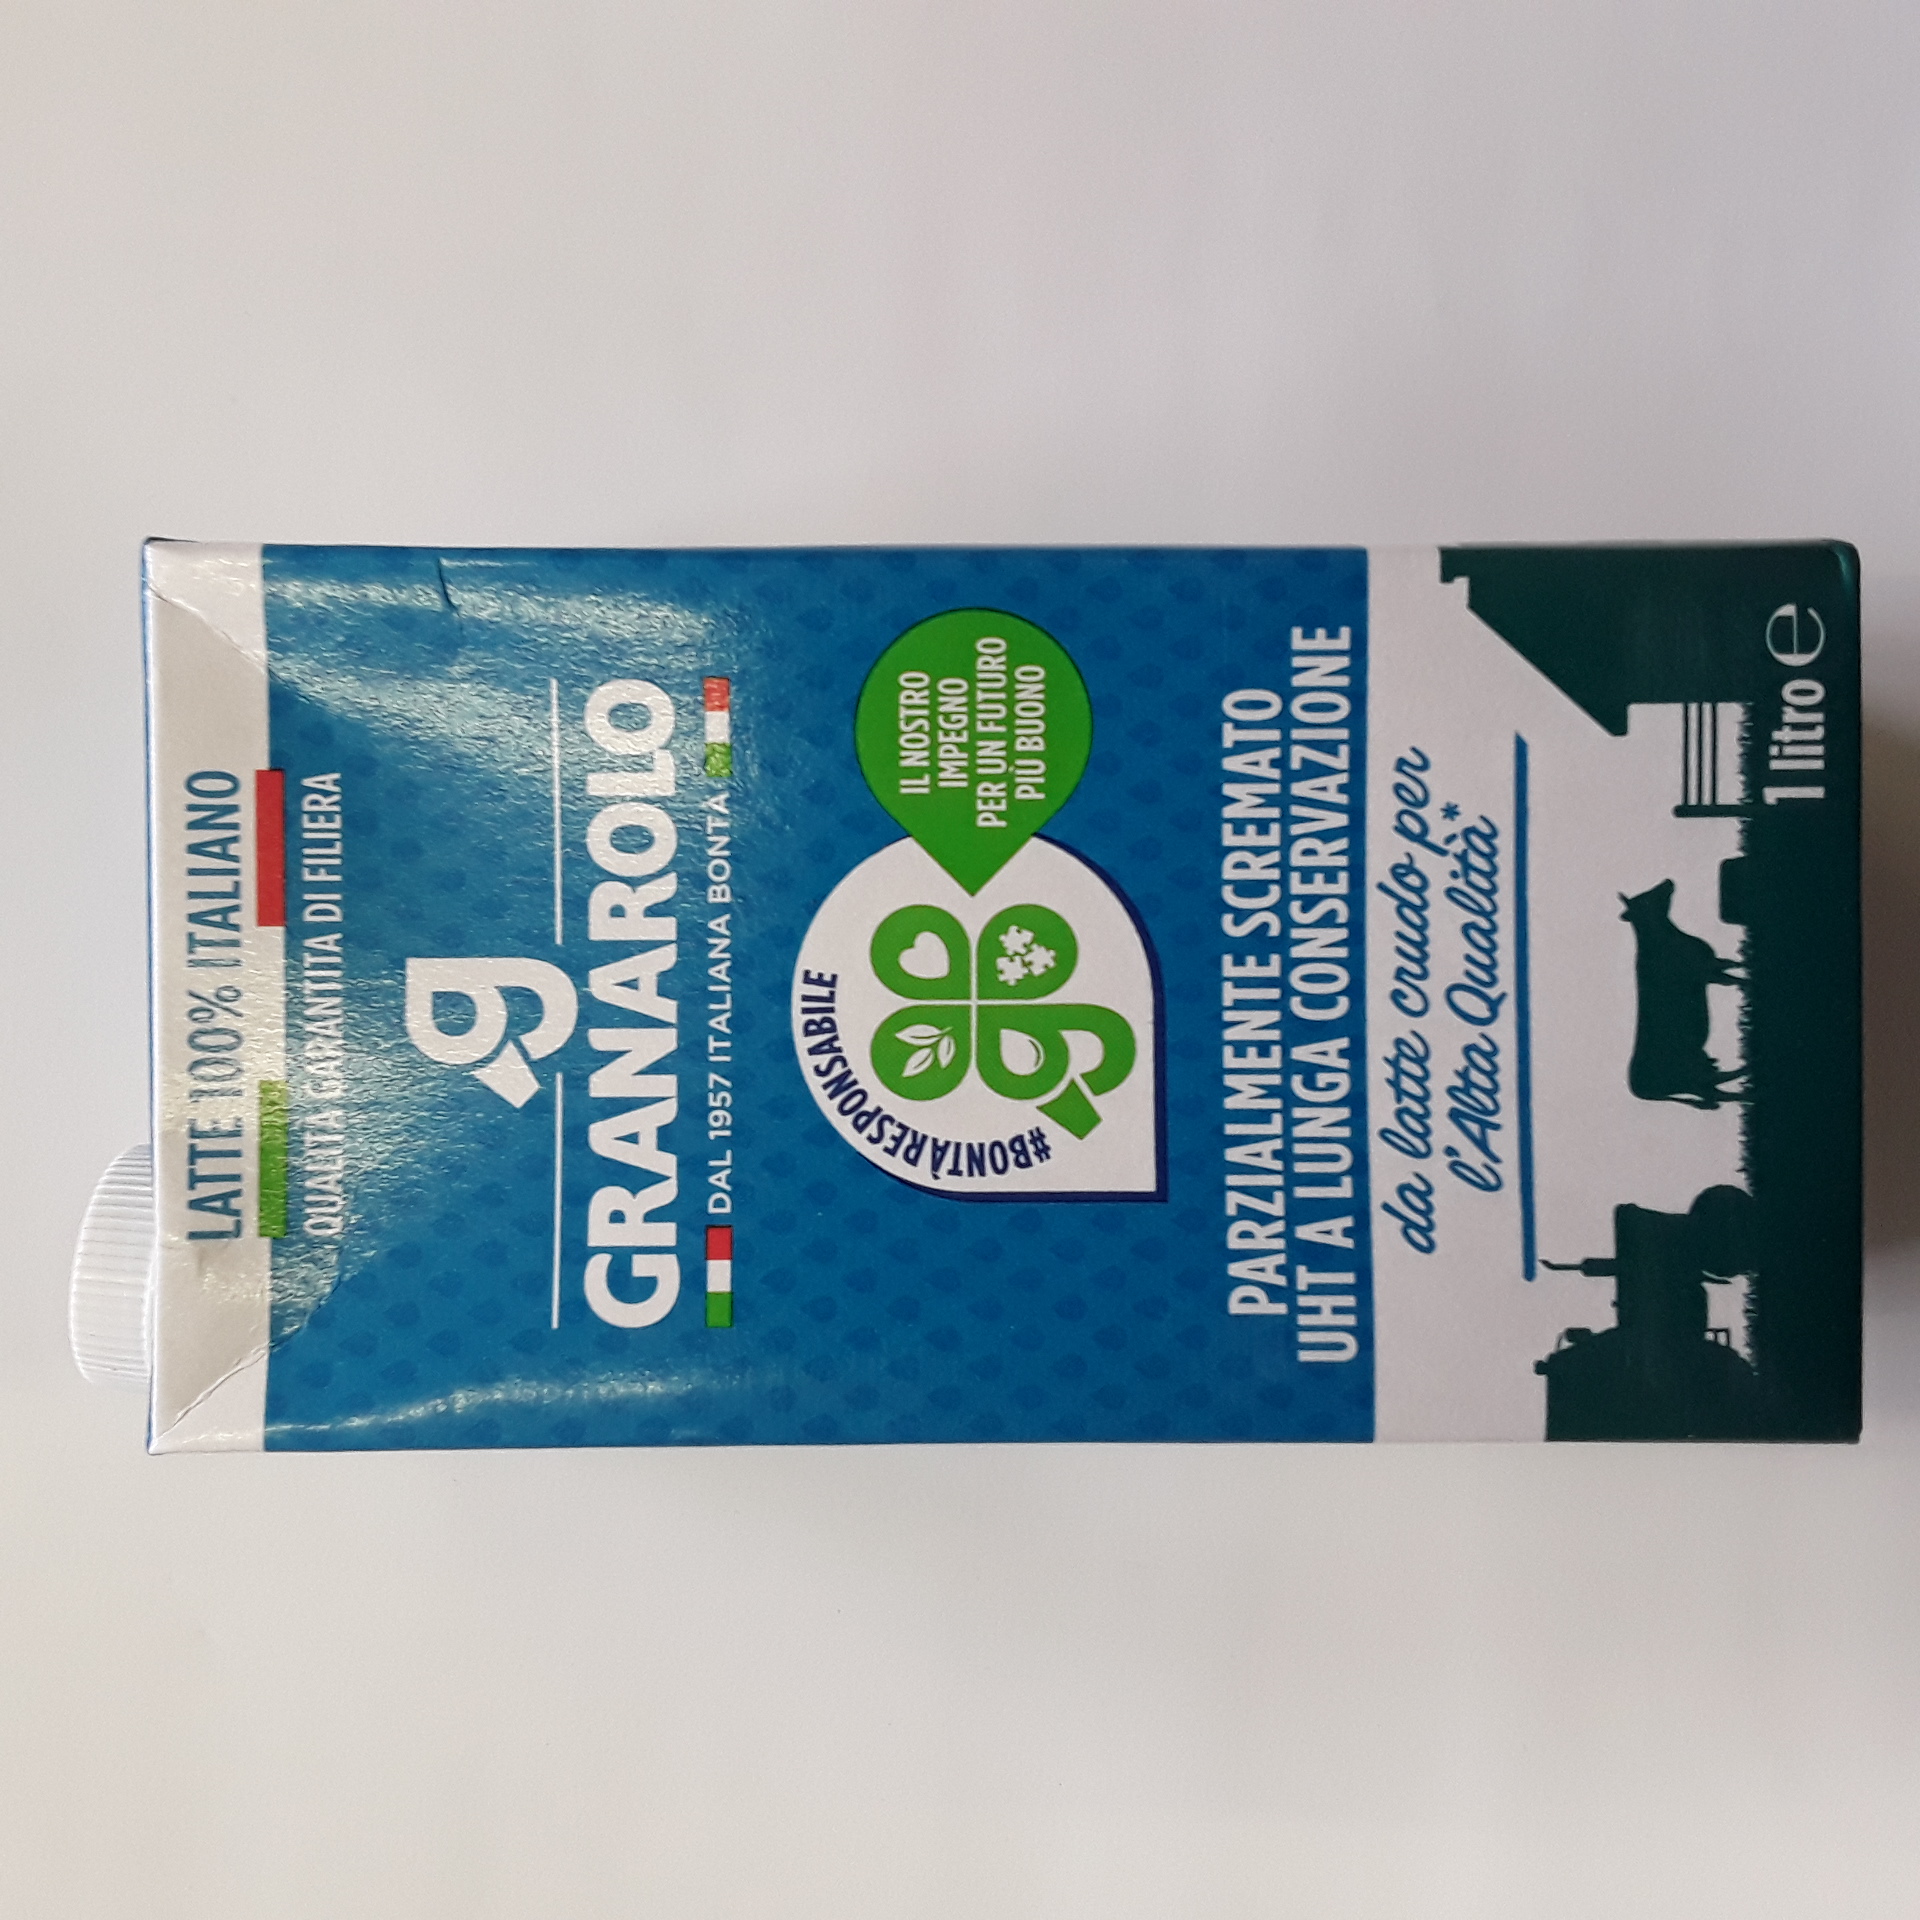 LATTE 100% ITALIANO
QUALITÀ GARANTITA DI FILIERA
g
GRANAROLO
DAL 1957 ITALIANA BONTÀ
#BONTÀRESPONSABILE
IL NOSTRO
IMPEGNO
PER UN FUTURO
PIÙ BUONO
g
PARZIALMENTE SCREMATO
UHT A LUNGA CONSERVAZIONE
da latte crudo per
l'Alta Qualità*
1 litro e